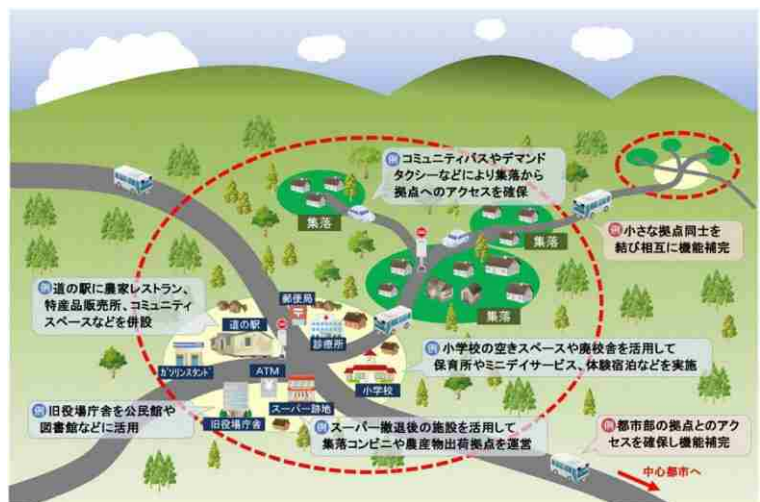 例 コミュニティバスやデマンド
タクシーなどにより集落から
拠点へのアクセスを確保
集落
集落
集落
例 小さな拠点同士を
結び相互に機能補完
例 道の駅に農家レストラン、
特産品販売所、コミュニティ
スペースなどを併設
郵便局
道の駅
診療所
ガソリンスタンド
ATM
小学校
例 小学校の空きスペースや廃校舎を活用して
保育所やミニデイサービス、体験宿泊などを実施
スーパー跡地
旧役場庁舎
例 旧役場庁舎を公民館や
図書館などに活用
例 スーパー撤退後の施設を活用して
集落コンビニや農産物出荷拠点を運営
例 都市部の拠点とのアク
セスを確保し機能補完
中心都市へ